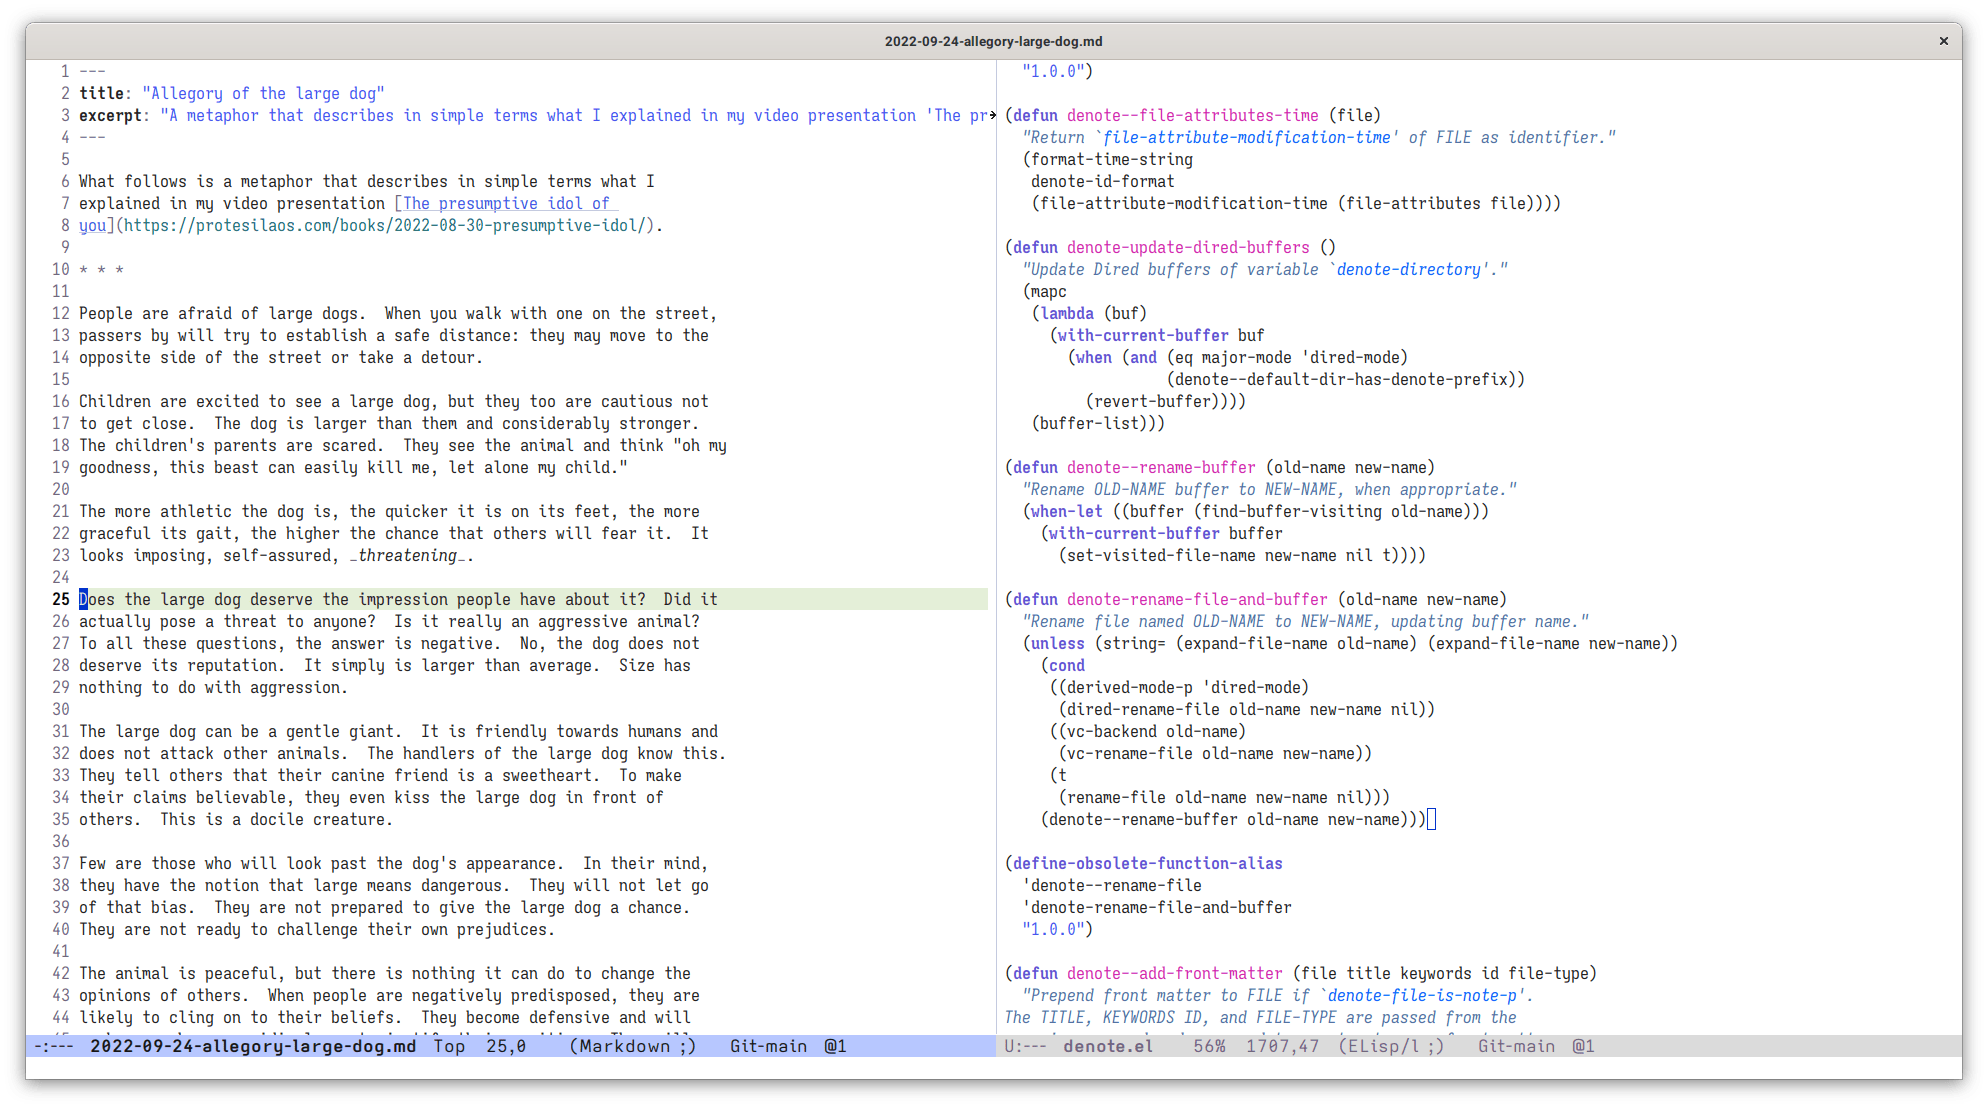 2022-09-24-allegory-large-dog.md ×
1 ---
2 title: "Allegory of the large dog"
3 excerpt: "A metaphor that describes in simple terms what I explained in my video presentation 'The pr
4 ---
5
6 What follows is a metaphor that describes in simple terms what I
7 explained in my video presentation [The presumptive idol of
8 you](https://protesilaos.com/books/2022-08-30-presumptive-idol/).
9
10 * * *
11
12 People are afraid of large dogs.  When you walk with one on the street,
13 passers by will try to establish a safe distance: they may move to the
14 opposite side of the street or take a detour.
15
16 Children are excited to see a large dog, but they too are cautious not
17 to get close.  The dog is larger than them and considerably stronger.
18 The children's parents are scared.  They see the animal and think "oh my
19 goodness, this beast can easily kill me, let alone my child."
20
21 The more athletic the dog is, the quicker it is on its feet, the more
22 graceful its gait, the higher the chance that others will fear it.  It
23 looks imposing, self-assured, _threatening_.
24
25 Does the large dog deserve the impression people have about it?  Did it
26 actually pose a threat to anyone?  Is it really an aggressive animal?
27 To all these questions, the answer is negative.  No, the dog does not
28 deserve its reputation.  It simply is larger than average.  Size has
29 nothing to do with aggression.
30
31 The large dog can be a gentle giant.  It is friendly towards humans and
32 does not attack other animals.  The handlers of the large dog know this.
33 They tell others that their canine friend is a sweetheart.  To make
34 their claims believable, they even kiss the large dog in front of
35 others.  This is a docile creature.
36
37 Few are those who will look past the dog's appearance.  In their mind,
38 they have the notion that large means dangerous.  They will not let go
39 of that bias.  They are not prepared to give the large dog a chance.
40 They are not ready to challenge their own prejudices.
41
42 The animal is peaceful, but there is nothing it can do to change the
43 opinions of others.  When people are negatively predisposed, they are
44 likely to cling on to their beliefs.  They become defensive and will
-:---  2022-09-24-allegory-large-dog.md  Top  25,0    (Markdown ;)   Git-main  @1
"1.0.0")
(defun denote--file-attributes-time (file)
"Return `file-attribute-modification-time' of FILE as identifier."
(format-time-string
denote-id-format
(file-attribute-modification-time (file-attributes file))))
(defun denote-update-dired-buffers ()
"Update Dired buffers of variable `denote-directory'."
(mapc
(lambda (buf)
(with-current-buffer buf
(when (and (eq major-mode 'dired-mode)
(denote--default-dir-has-denote-prefix))
(revert-buffer))))
(buffer-list)))
(defun denote--rename-buffer (old-name new-name)
"Rename OLD-NAME buffer to NEW-NAME, when appropriate."
(when-let ((buffer (find-buffer-visiting old-name)))
(with-current-buffer buffer
(set-visited-file-name new-name nil t))))
(defun denote-rename-file-and-buffer (old-name new-name)
"Rename file named OLD-NAME to NEW-NAME, updating buffer name."
(unless (string= (expand-file-name old-name) (expand-file-name new-name))
(cond
((derived-mode-p 'dired-mode)
(dired-rename-file old-name new-name nil))
((vc-backend old-name)
(vc-rename-file old-name new-name))
(t
(rename-file old-name new-name nil)))
(denote--rename-buffer old-name new-name)))
(define-obsolete-function-alias
'denote--rename-file
'denote-rename-file-and-buffer
"1.0.0")
(defun denote--add-front-matter (file title keywords id file-type)
"Prepend front matter to FILE if `denote-file-is-note-p'.
The TITLE, KEYWORDS ID, and FILE-TYPE are passed from the
U:---  denote.el    56%  1707,47  (ELisp/l ;)   Git-main  @1